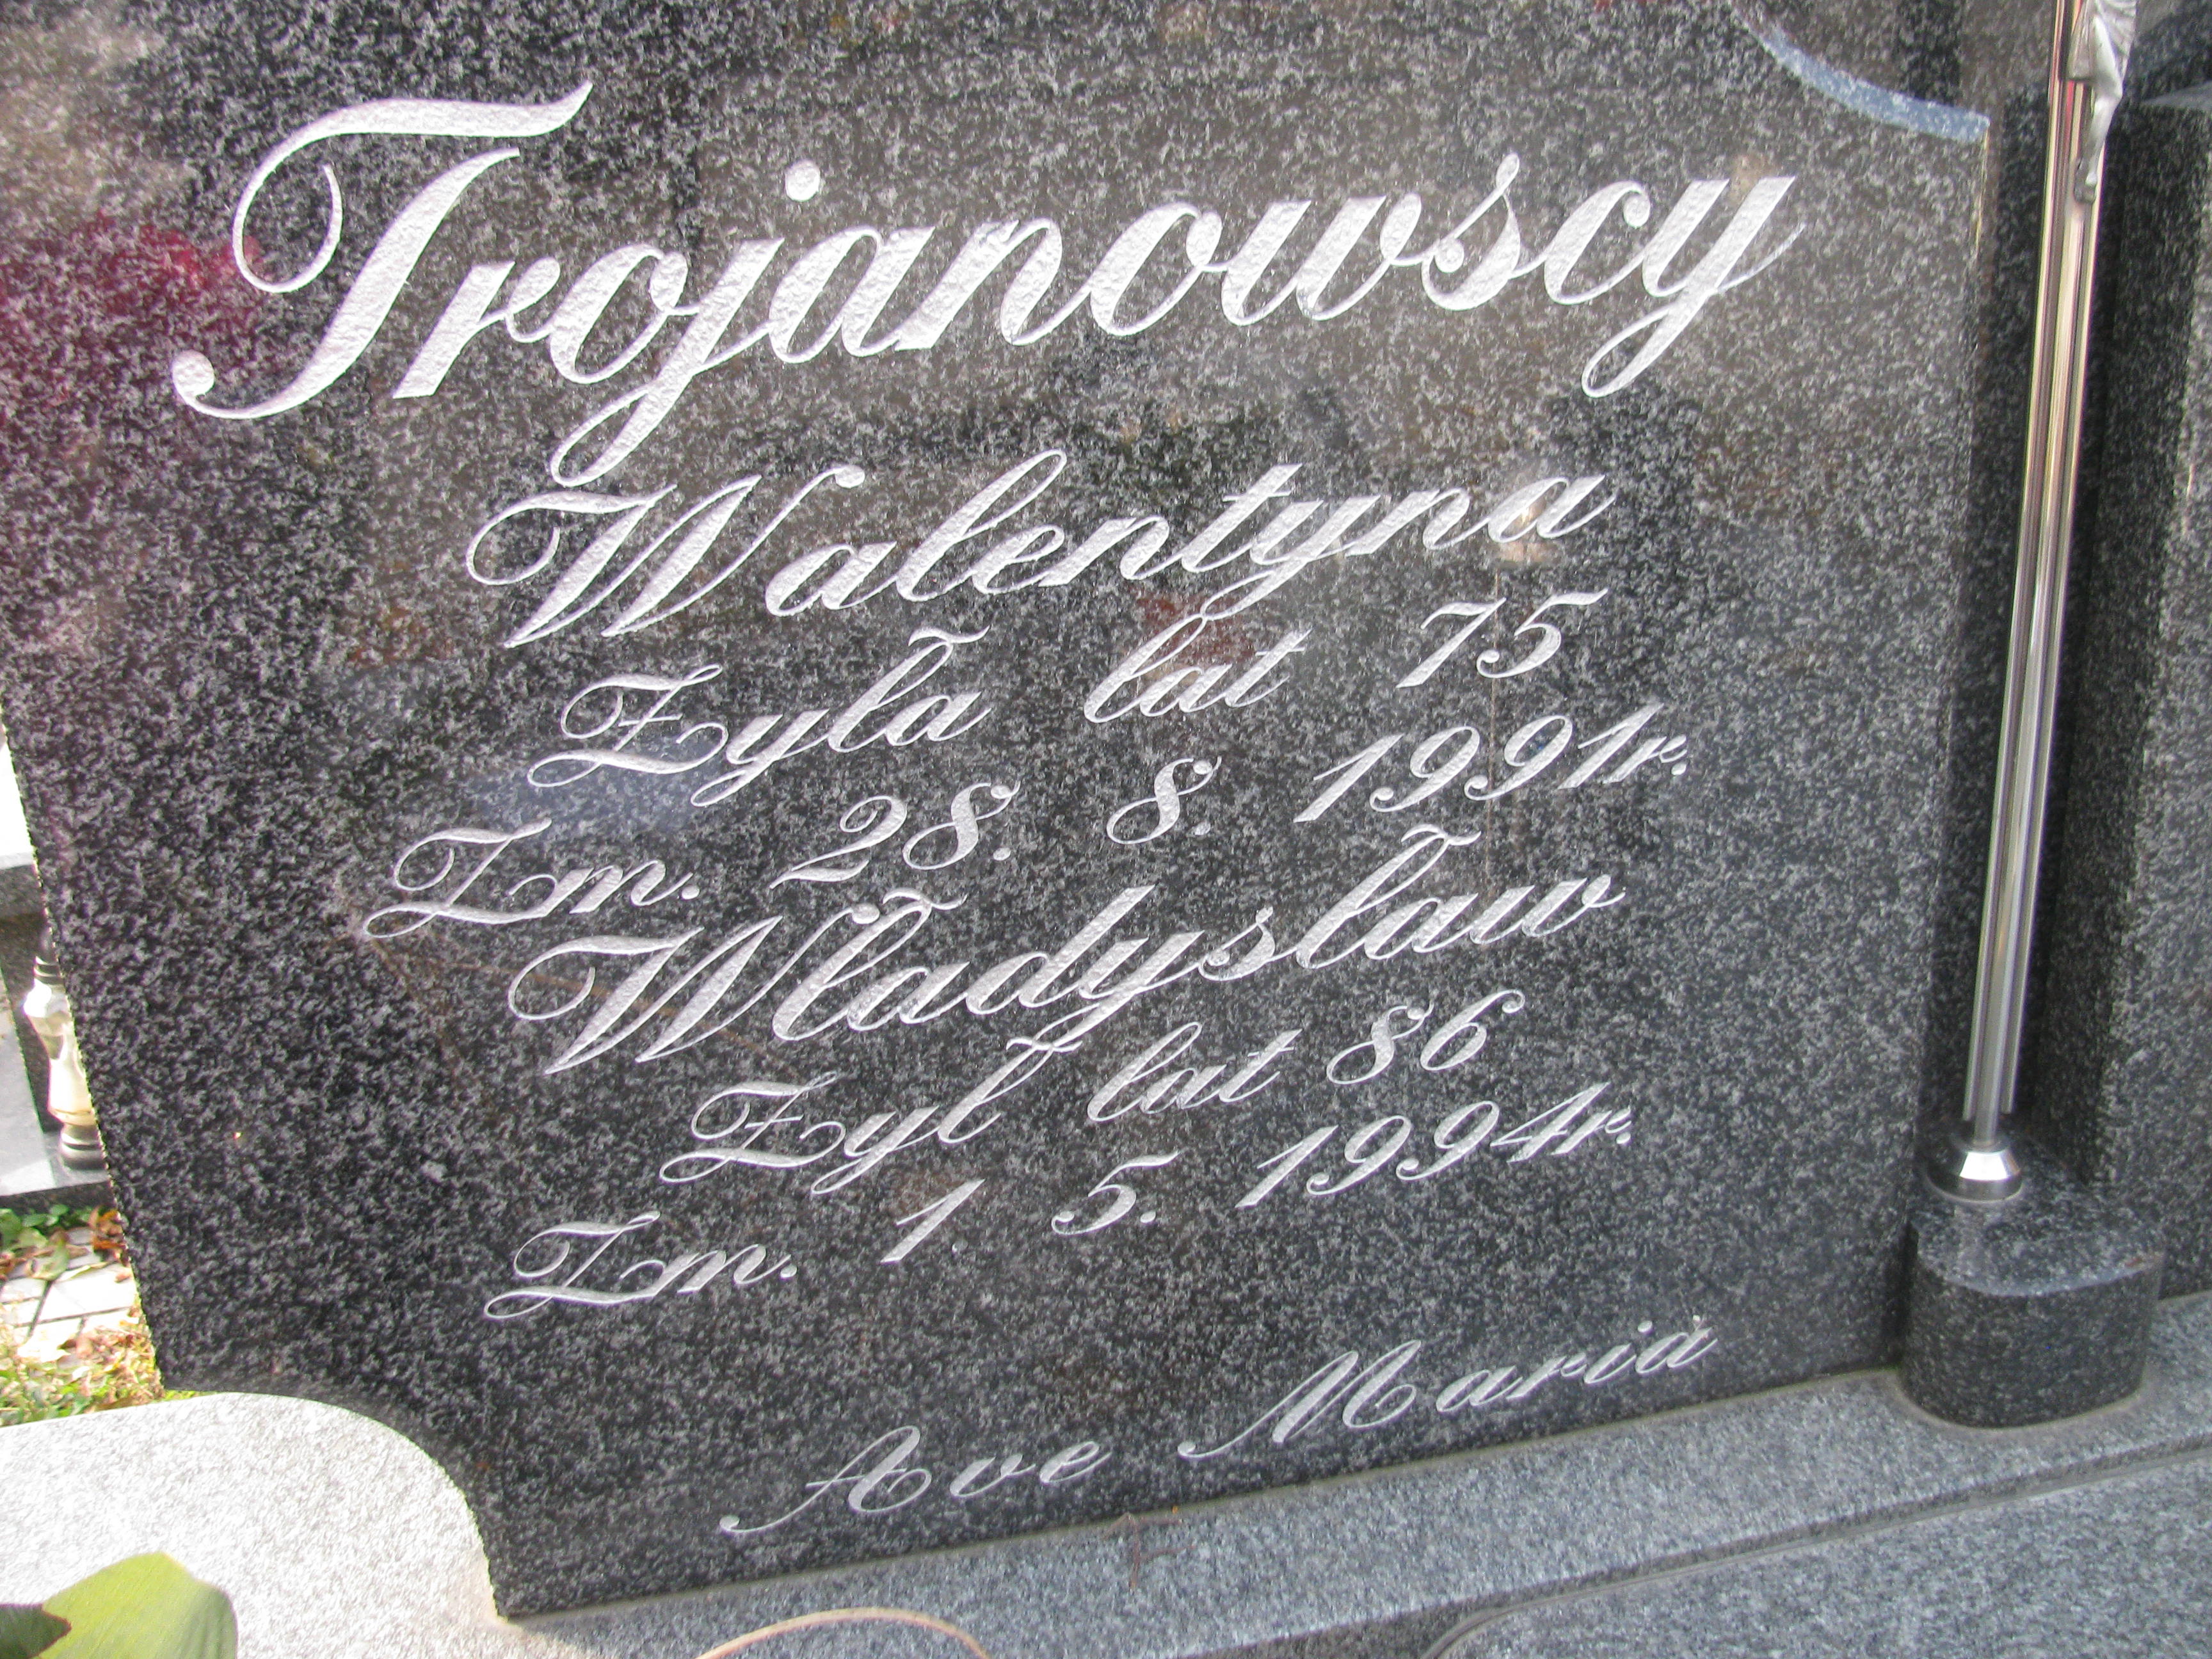 Trojanowscy
Walentyna
Żyła lat 75
Zm. 28. 8. 1991r.
Władysław
Żył lat 86
Zm. 1. 5. 1994r.
Ave Maria